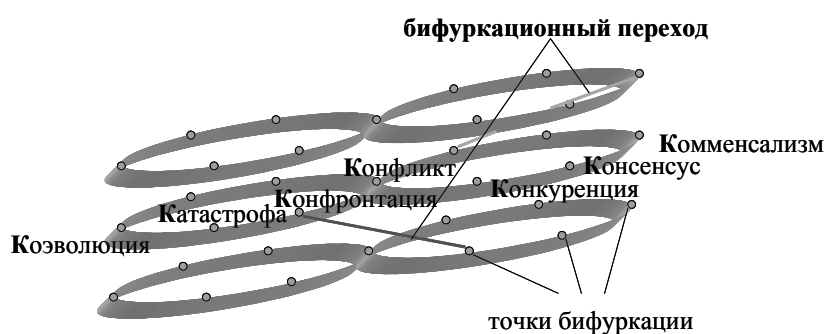 бифуркационный переход
Комменсализм
Конфликт
Консенсус
Конфронтация
Конкуренция
Катастрофа
Коэволюция
точки бифуркации